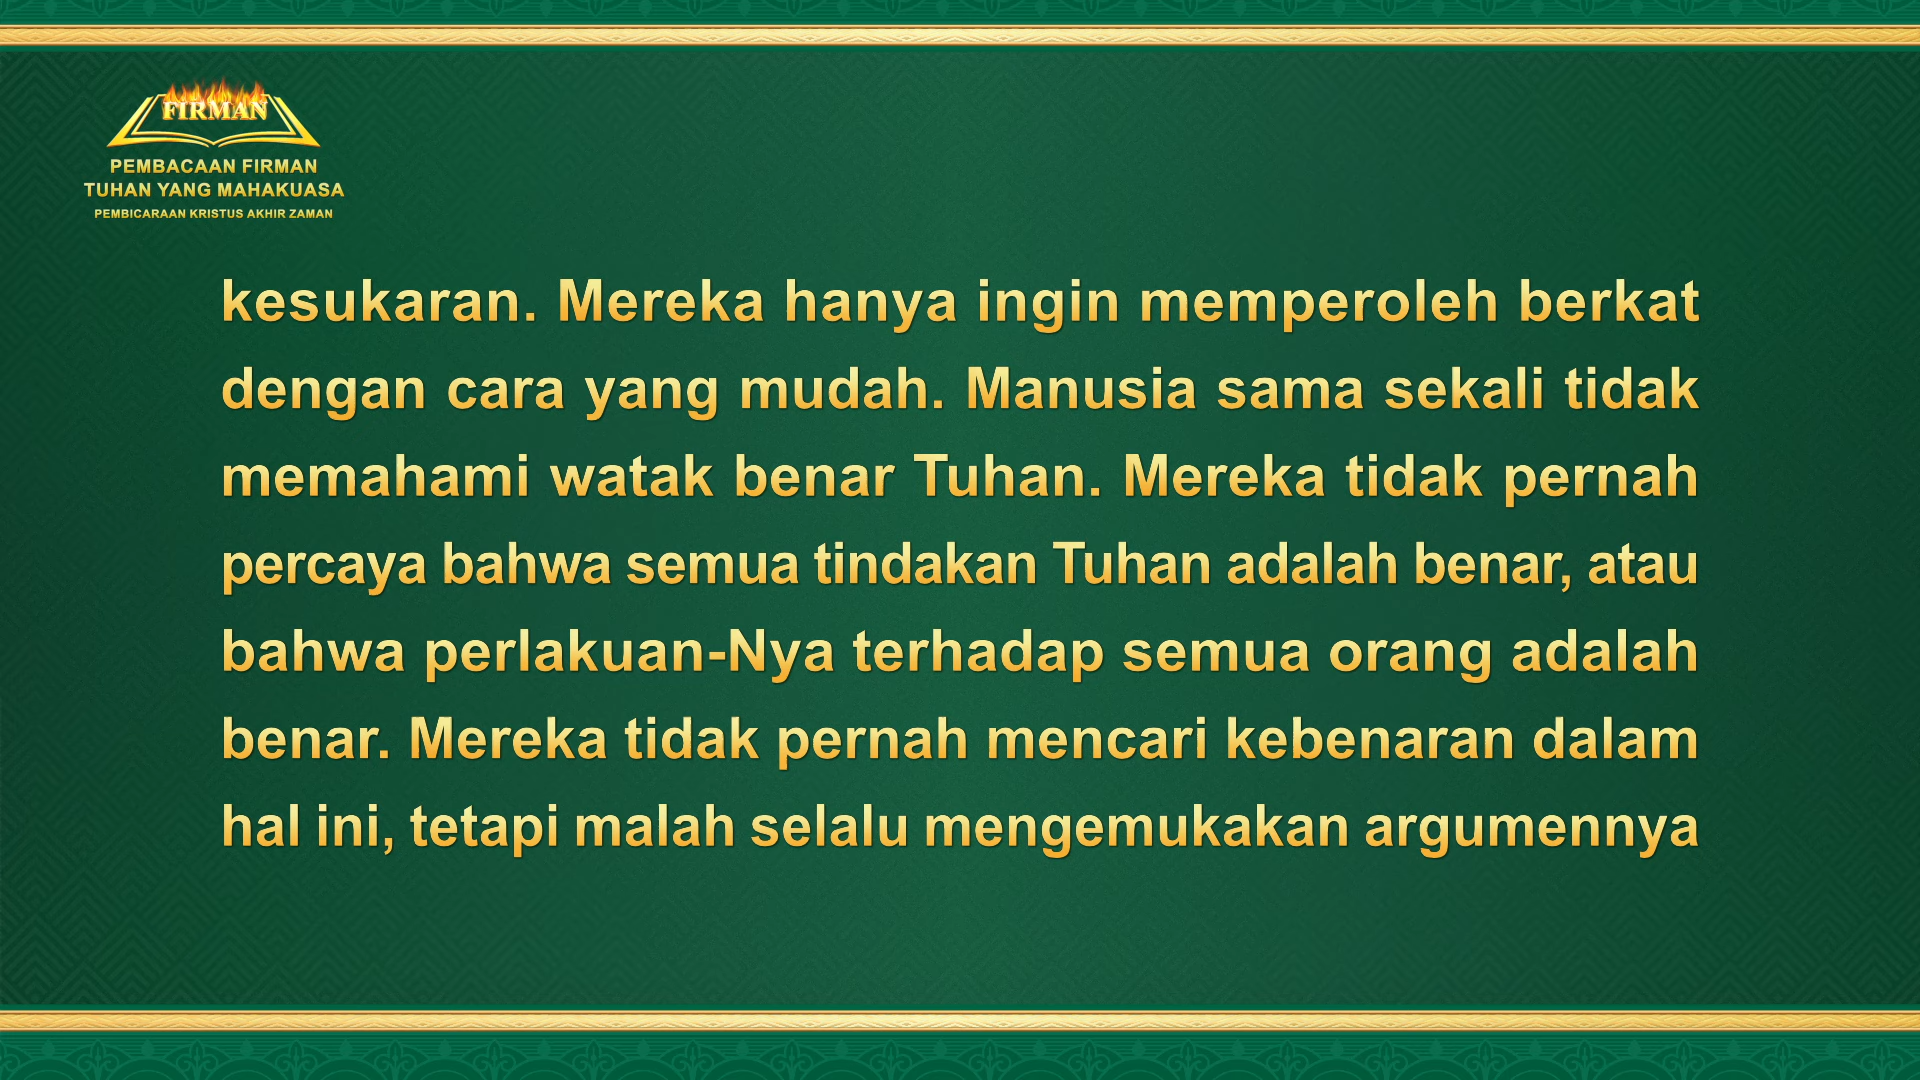 FIRMAN
PEMBACAAN FIRMAN
TUHAN YANG MAHAKUASA
PEMBICARAAN KRISTUS AKHIR ZAMAN
kesukaran. Mereka hanya ingin memperoleh berkat
dengan cara yang mudah. Manusia sama sekali tidak
memahami watak benar Tuhan. Mereka tidak pernah
percaya bahwa semua tindakan Tuhan adalah benar, atau
bahwa perlakuan-Nya terhadap semua orang adalah
benar. Mereka tidak pernah mencari kebenaran dalam
hal ini, tetapi malah selalu mengemukakan argumennya